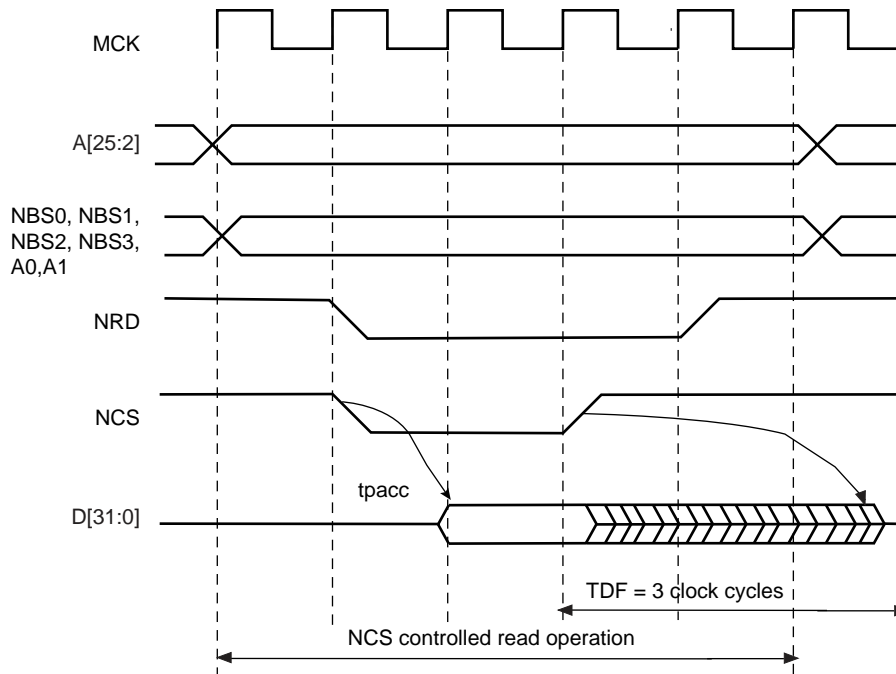 MCK
A[25:2]
NBS0, NBS1,
NBS2, NBS3,
A0,A1
NRD
NCS
tpacc
D[31:0]
TDF = 3 clock cycles
NCS controlled read operation